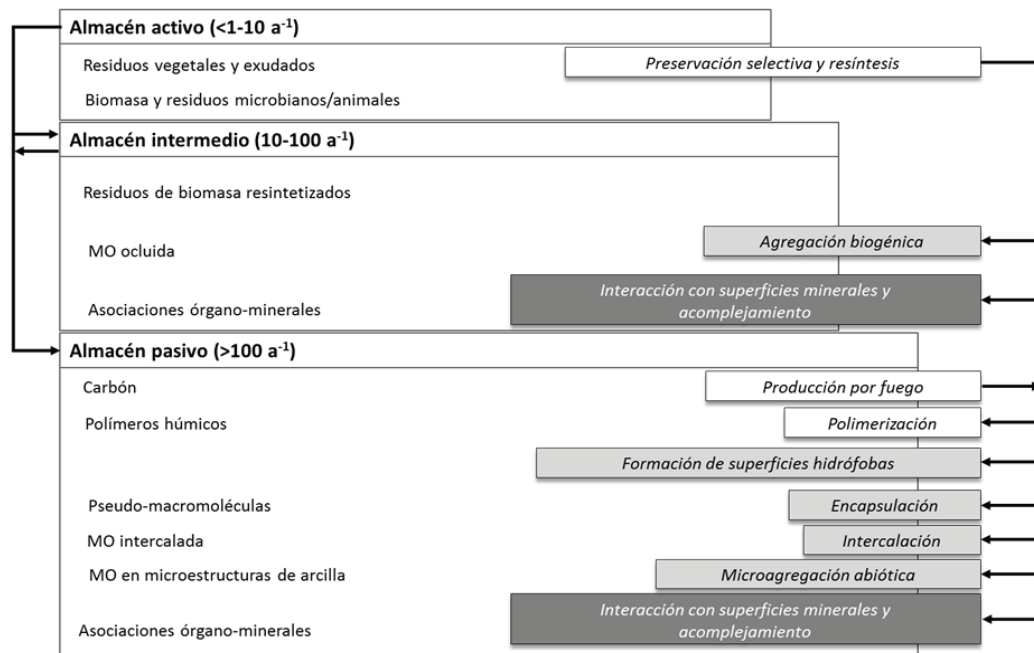 Almacén activo (<1-10 a⁻¹)
Residuos vegetales y exudados
Preservación selectiva y resíntesis
Biomasa y residuos microbianos/animales
Almacén intermedio (10-100 a⁻¹)
Residuos de biomasa resintetizados
MO ocluida
Agregación biogénica
Asociaciones órgano-minerales
Interacción con superficies minerales y
acomplejamiento
Almacén pasivo (>100 a⁻¹)
Carbón
Producción por fuego
Polímeros húmicos
Polimerización
Formación de superficies hidrófobas
Pseudo-macromoléculas
Encapsulación
MO intercalada
Intercalación
MO en microestructuras de arcilla
Microagregación abiótica
Asociaciones órgano-minerales
Interacción con superficies minerales y
acomplejamiento